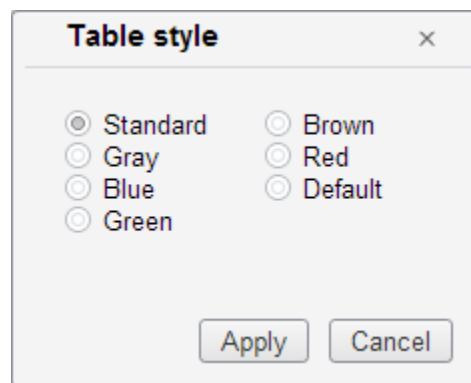 Table style
Standard
Gray
Blue
Green
Brown
Red
Default
Apply
Cancel